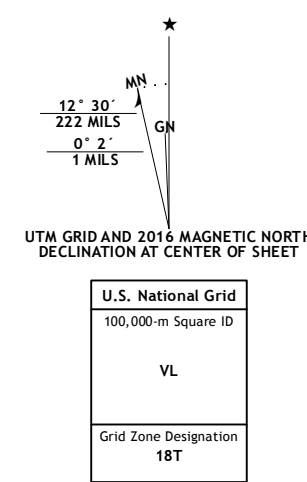 ★
MN
GN
12° 30´
222 MILS
0° 2´
1 MILS
UTM GRID AND 2016 MAGNETIC NORTH
DECLINATION AT CENTER OF SHEET
U.S. National Grid
100,000-m Square ID
VL
Grid Zone Designation
18T